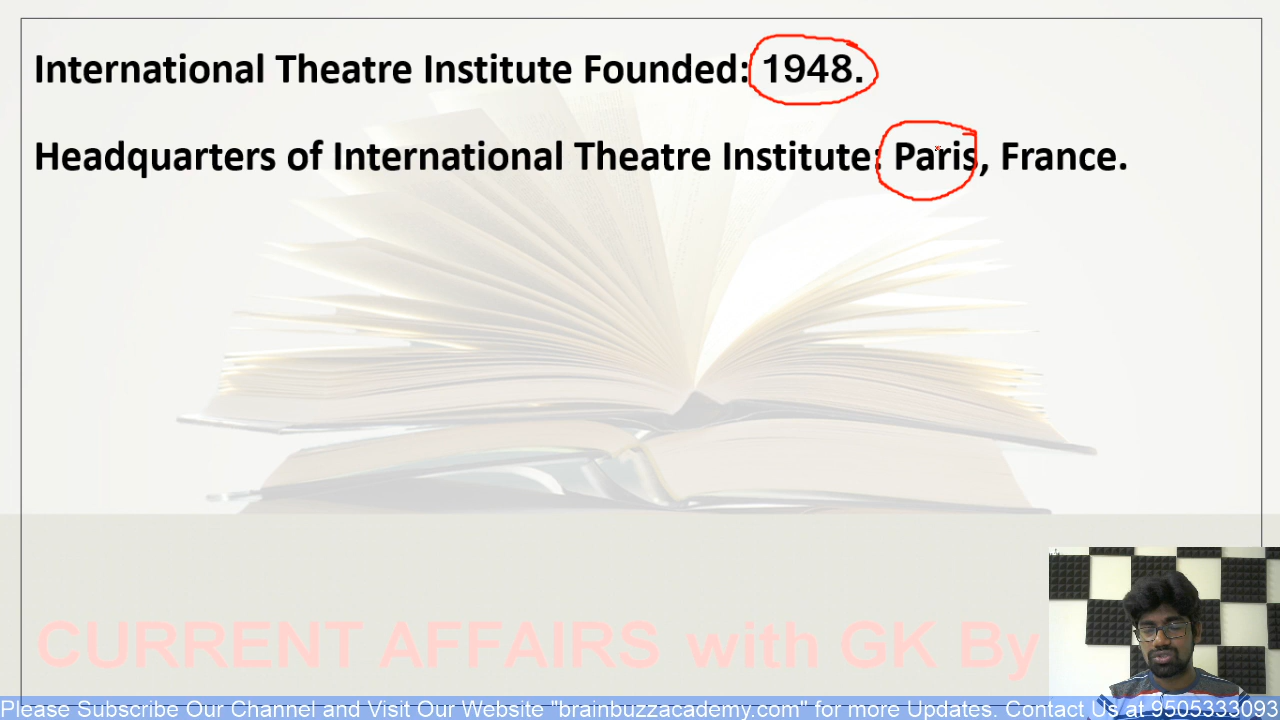 International Theatre Institute Founded: 1948.
Headquarters of International Theatre Institute: Paris, France.
CURRENT AFFAIRS with GK By
Please Subscribe Our Channel and Visit Our Website "brainbuzzacademy.com" for more Updates. Contact Us at 9505333093